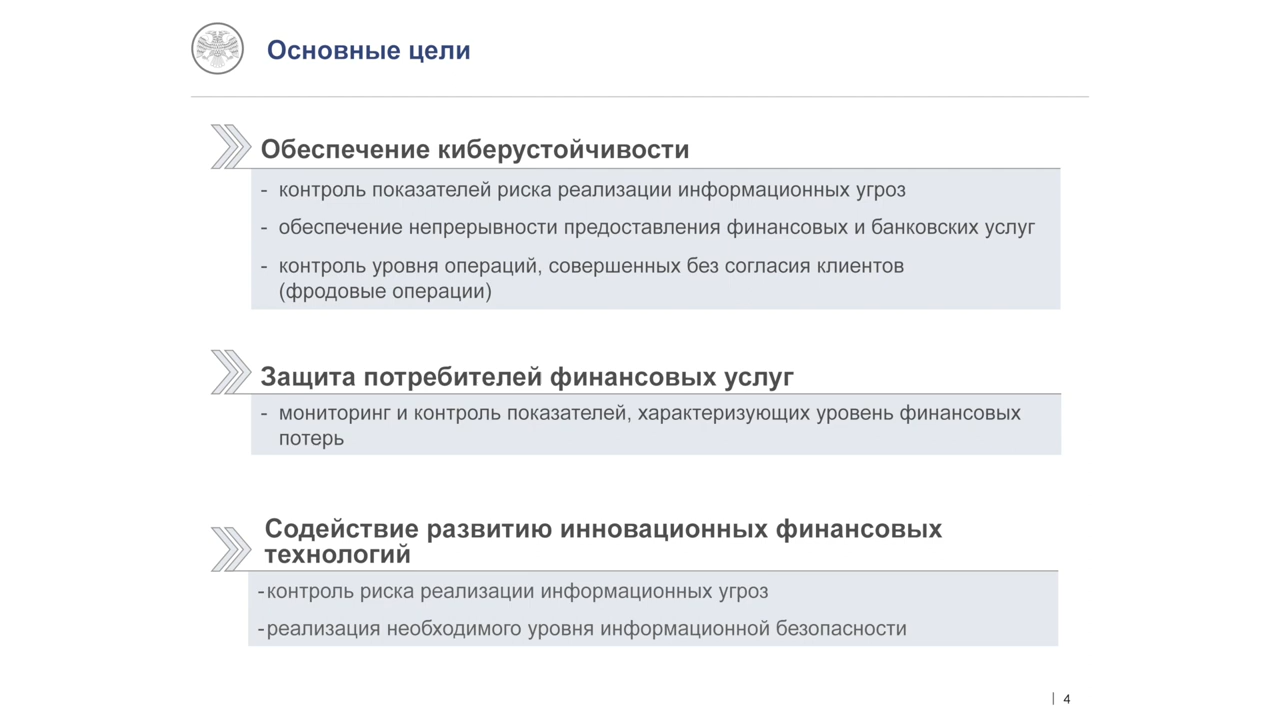 Основные цели
Обеспечение киберустойчивости
- контроль показателей риска реализации информационных угроз
- обеспечение непрерывности предоставления финансовых и банковских услуг
- контроль уровня операций, совершенных без согласия клиентов
(фродовые операции)
Защита потребителей финансовых услуг
- мониторинг и контроль показателей, характеризующих уровень финансовых
потерь
Содействие развитию инновационных финансовых
технологий
-контроль риска реализации информационных угроз
-реализация необходимого уровня информационной безопасности
| 4